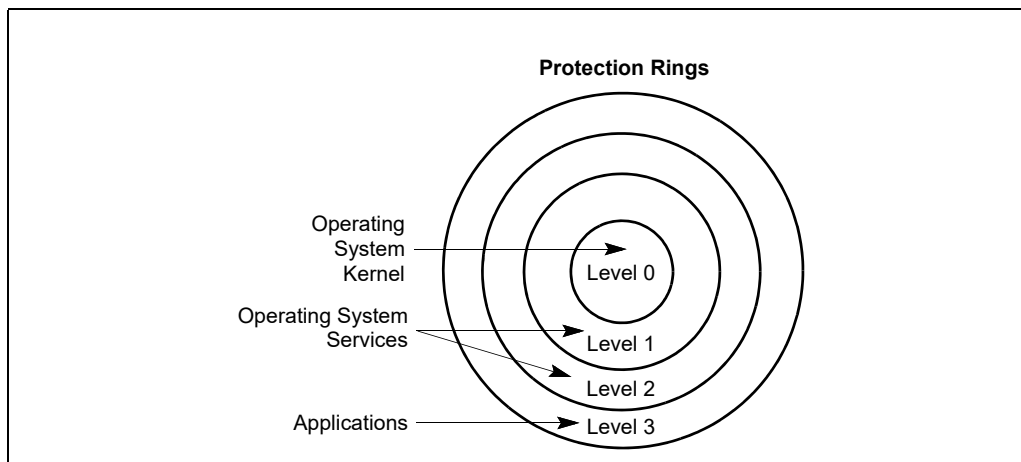 Protection Rings
Operating
System
Kernel
Level 0
Operating System
Services
Level 1
Level 2
Applications
Level 3